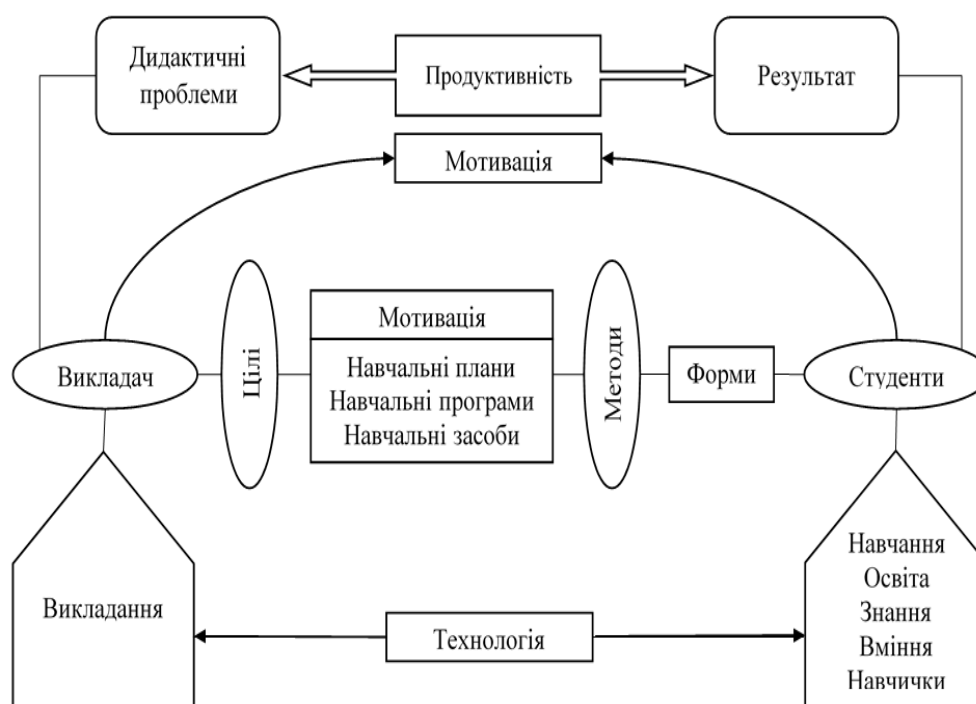 Дидактичні
проблеми
Продуктивність
Результат
Мотивація
Викладач
Цілі
Мотивація
Навчальні плани
Навчальні програми
Навчальні засоби
Методи
Форми
Студенти
Викладання
Технологія
Навчання
Освіта
Знання
Вміння
Навчички